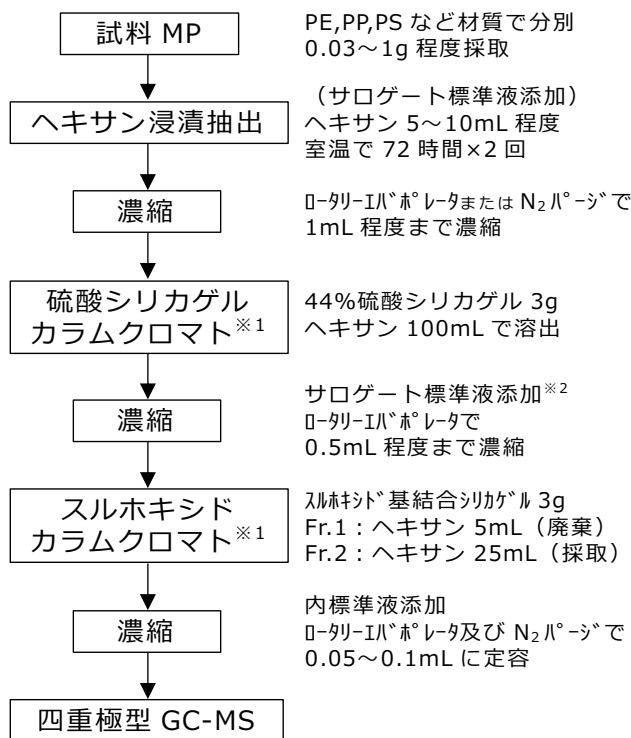 試料 MP
PE,PP,PS など材質で分別
0.03～1g 程度採取
ヘキサン浸漬抽出
（サロゲート標準液添加）
ヘキサン 5～10mL 程度
室温で 72 時間×2 回
濃縮
ﾛｰﾀﾘｰｴﾊﾞﾎﾟﾚｰﾀまたは N₂ﾊﾟｰｼﾞで
1mL 程度まで濃縮
硫酸シリカゲル
カラムクロマト※1
44%硫酸シリカゲル 3g
ヘキサン 100mL で溶出
濃縮
サロゲート標準液添加※2
ﾛｰﾀﾘｰｴﾊﾞﾎﾟﾚｰﾀで
0.5mL 程度まで濃縮
スルホキシド
カラムクロマト※1
ｽﾙﾎｷｼﾄﾞ基結合ｼﾘｶｹﾞﾙ 3g
Fr.1：ヘキサン 5mL（廃棄）
Fr.2：ヘキサン 25mL（採取）
濃縮
内標準液添加
ﾛｰﾀﾘｰｴﾊﾞﾎﾟﾚｰﾀ及び N₂ﾊﾟｰｼﾞで
0.05～0.1mL に定容
四重極型 GC-MS